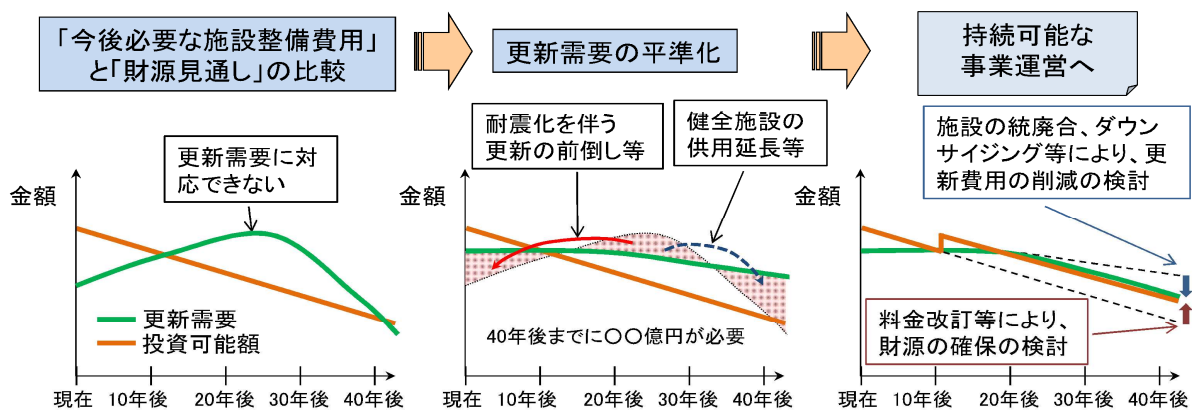 「今後必要な施設整備費用」
と「財源見通し」の比較
更新需要の平準化
持続可能な
事業運営へ
更新需要に対
応できない
金額
更新需要
投資可能額
現在
10年後
20年後
30年後
40年後
耐震化を伴う
更新の前倒し等
健全施設の
供用延長等
金額
40年後までに〇〇億円が必要
現在
10年後
20年後
30年後
40年後
施設の統廃合、ダウン
サイジング等により、更
新費用の削減の検討
金額
料金改訂等により、
財源の確保の検討
現在
10年後
20年後
30年後
40年後